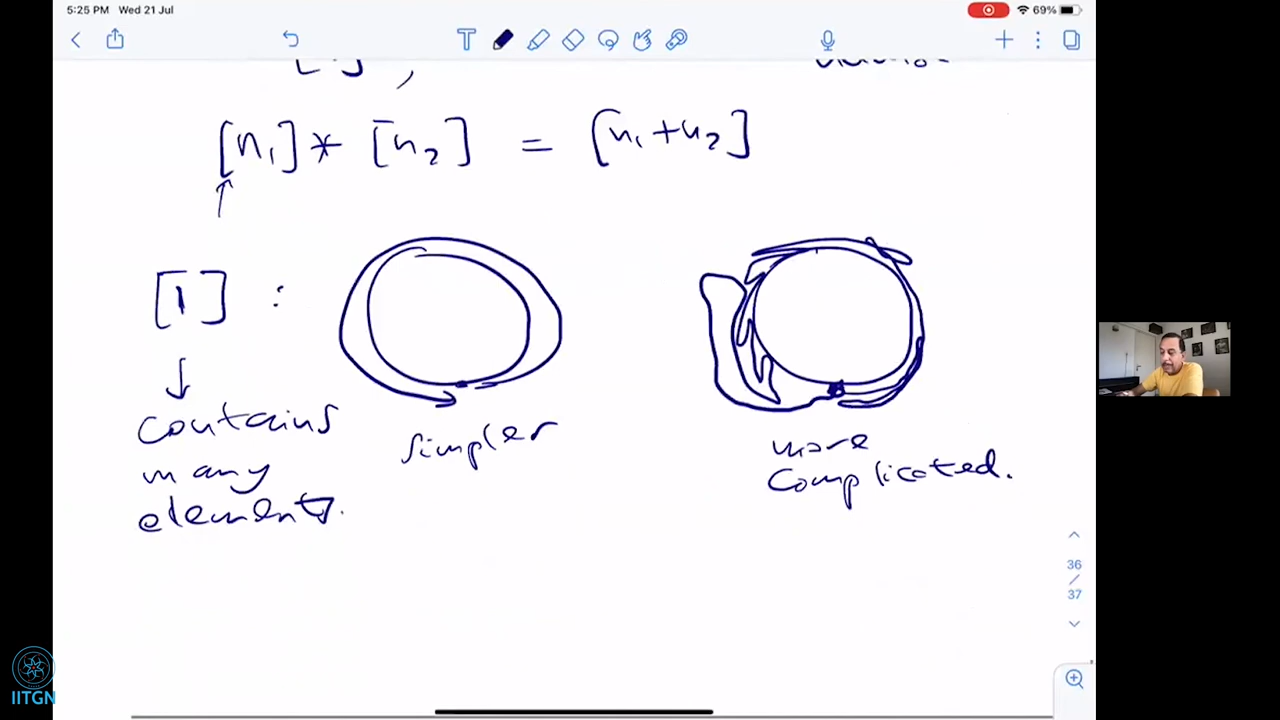 5:25 PM Wed 21 Jul 69%
[n₁] * [n₂] = [n₁+n₂]
[1] :
contains
many
elements.
simpler
more
complicated.
36
/
37
IITGN